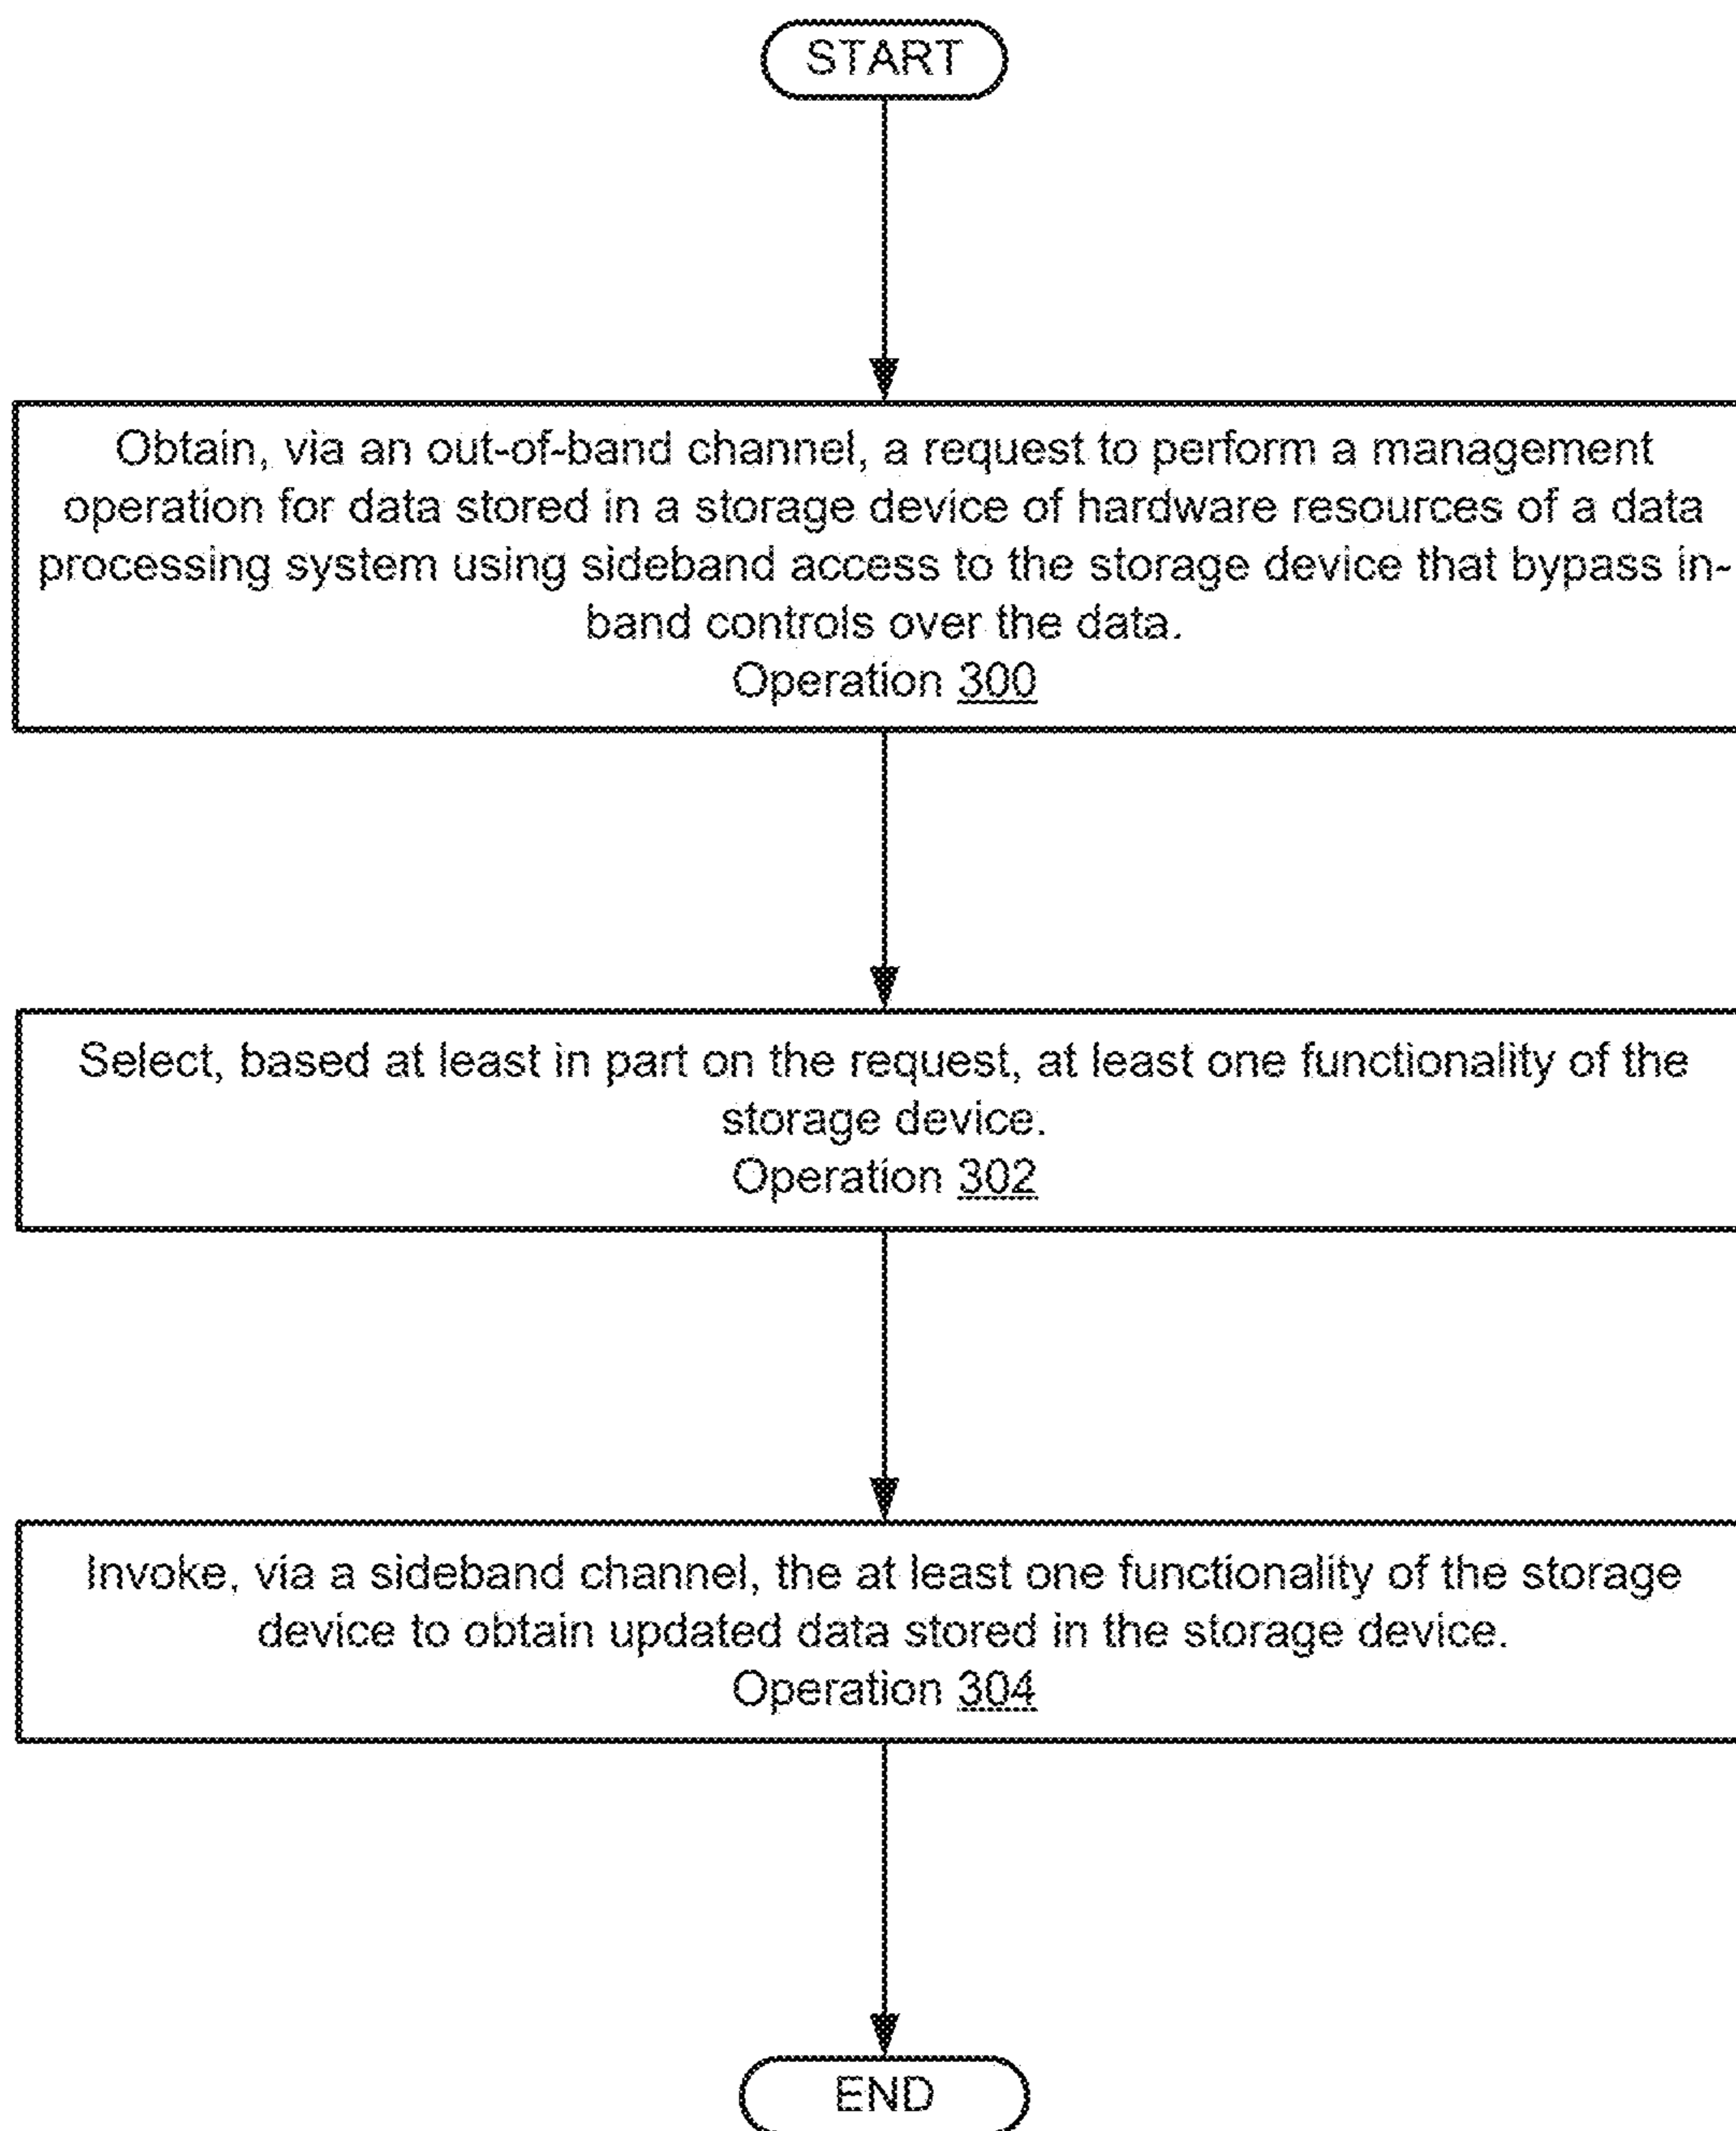 START
Obtain, via an out-of-band channel, a request to perform a management
operation for data stored in a storage device of hardware resources of a data
processing system using sideband access to the storage device that bypass in-
band controls over the data.
Operation 300
Select, based at least in part on the request, at least one functionality of the
storage device.
Operation 302
Invoke, via a sideband channel, the at least one functionality of the storage
device to obtain updated data stored in the storage device.
Operation 304
END